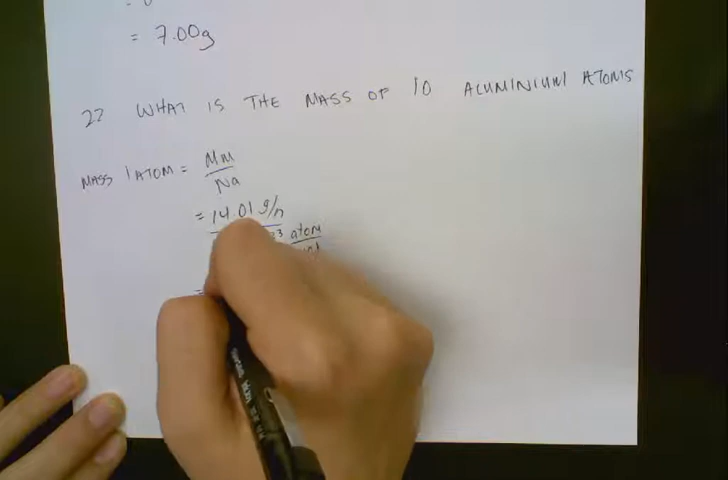 = 7.00g
22 WHAT IS THE MASS OF 10 ALUMINIUM ATOMS
MASS 1 ATOM = Mm
Na
= 14.01 g/n
atom
=